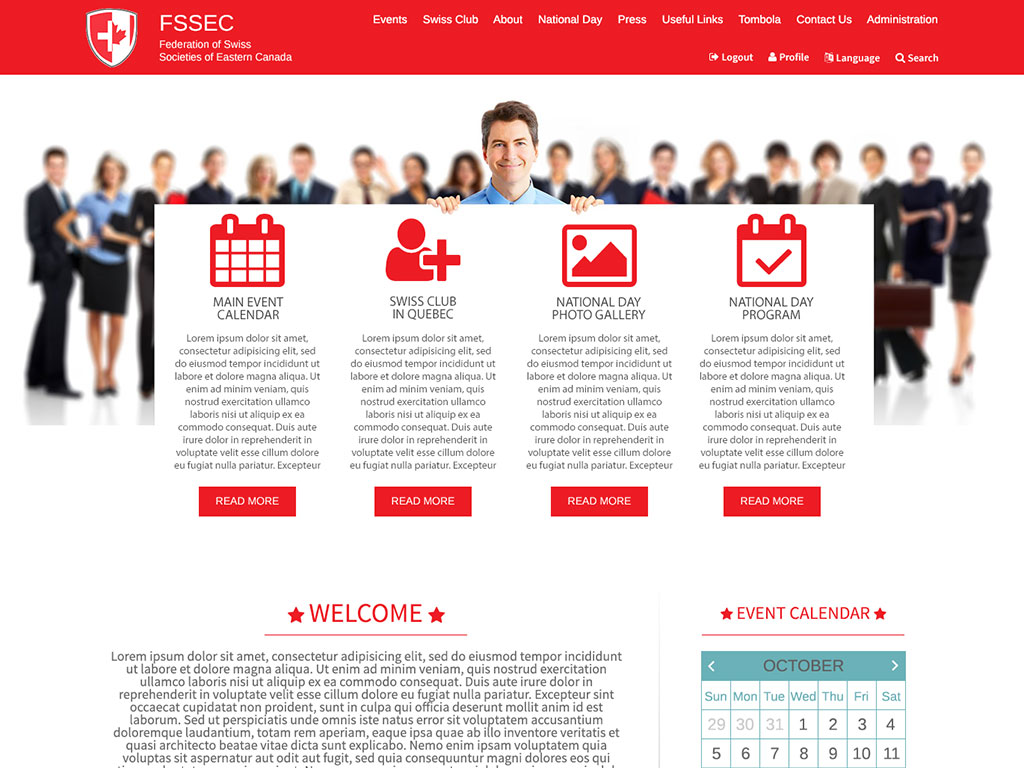 FSSEC
Federation of Swiss
Societies of Eastern Canada
Events Swiss Club About National Day Press Useful Links Tombola Contact Us Administration
Logout Profile Language Search
MAIN EVENT
CALENDAR
Lorem ipsum dolor sit amet,
consectetur adipisicing elit, sed
do eiusmod tempor incididunt ut
labore et dolore magna aliqua. Ut
enim ad minim veniam, quis
nostrud exercitation ullamco
laboris nisi ut aliquip ex ea
commodo consequat. Duis aute
irure dolor in reprehenderit in
voluptate velit esse cillum dolore
eu fugiat nulla pariatur. Excepteur
READ MORE
SWISS CLUB
IN QUEBEC
Lorem ipsum dolor sit amet,
consectetur adipisicing elit, sed
do eiusmod tempor incididunt ut
labore et dolore magna aliqua. Ut
enim ad minim veniam, quis
nostrud exercitation ullamco
laboris nisi ut aliquip ex ea
commodo consequat. Duis aute
irure dolor in reprehenderit in
voluptate velit esse cillum dolore
eu fugiat nulla pariatur. Excepteur
READ MORE
NATIONAL DAY
PHOTO GALLERY
Lorem ipsum dolor sit amet,
consectetur adipisicing elit, sed
do eiusmod tempor incididunt ut
labore et dolore magna aliqua. Ut
enim ad minim veniam, quis
nostrud exercitation ullamco
laboris nisi ut aliquip ex ea
commodo consequat. Duis aute
irure dolor in reprehenderit in
voluptate velit esse cillum dolore
eu fugiat nulla pariatur. Excepteur
READ MORE
NATIONAL DAY
PROGRAM
Lorem ipsum dolor sit amet,
consectetur adipisicing elit, sed
do eiusmod tempor incididunt ut
labore et dolore magna aliqua. Ut
enim ad minim veniam, quis
nostrud exercitation ullamco
laboris nisi ut aliquip ex ea
commodo consequat. Duis aute
irure dolor in reprehenderit in
voluptate velit esse cillum dolore
eu fugiat nulla pariatur. Excepteur
READ MORE
WELCOME
Lorem ipsum dolor sit amet, consectetur adipisicing elit, sed do eiusmod tempor incididunt
ut labore et dolore magna aliqua. Ut enim ad minim veniam, quis nostrud exercitation
ullamco laboris nisi ut aliquip ex ea commodo consequat. Duis aute irure dolor in
reprehenderit in voluptate velit esse cillum dolore eu fugiat nulla pariatur. Excepteur sint
occaecat cupidatat non proident, sunt in culpa qui officia deserunt mollit anim id est
laborum. Sed ut perspiciatis unde omnis iste natus error sit voluptatem accusantium
doloremque laudantium, totam rem aperiam, eaque ipsa quae ab illo inventore veritatis et
quasi architecto beatae vitae dicta sunt explicabo. Nemo enim ipsam voluptatem quia
voluptas sit aspernatur aut odit aut fugit, sed quia consequuntur magni dolores eos qui
EVENT CALENDAR
OCTOBER
Sun Mon Tue Wed Thu Fri Sat
29 30 31 1 2 3 4
5 6 7 8 9 10 11